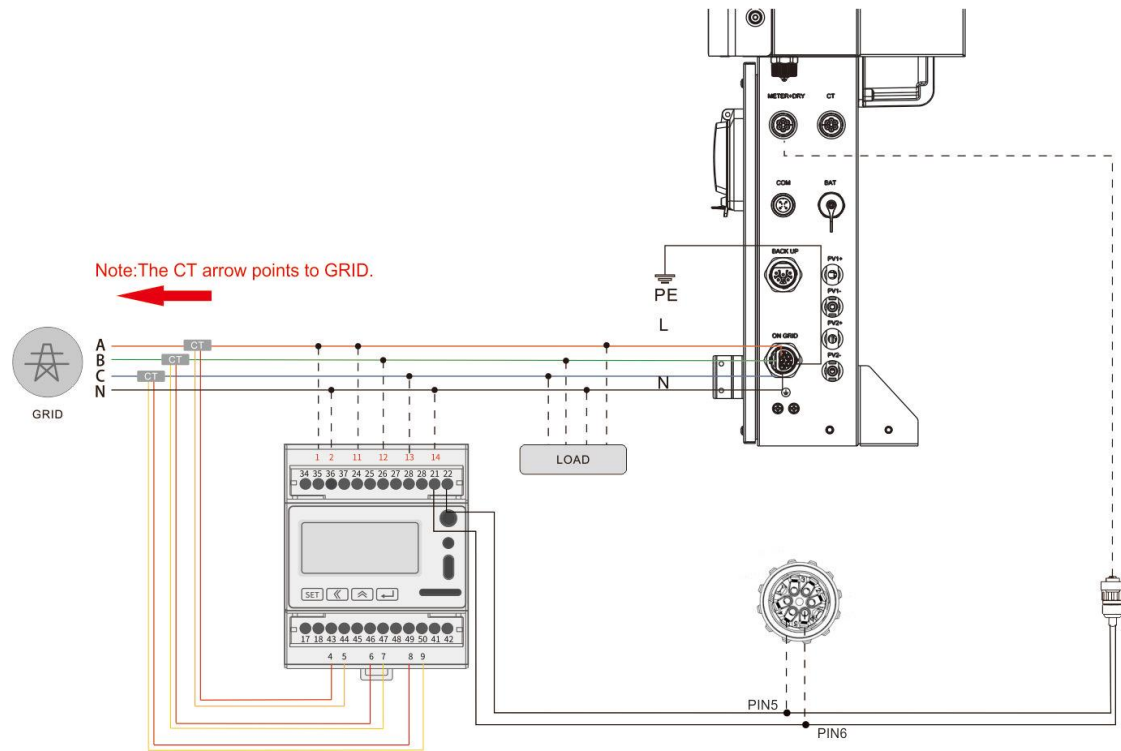 METER+DRY CT
COM BAT
BACK UP
PV1+
PV1-
PV2+
PV2-
ON GRID
Note:The CT arrow points to GRID.
PE
L
N
A
B
C
N
CT
CT
CT
GRID
LOAD
1 2 11 12 13 14
34 35 36 37 24 25 26 27 28 28 21 22
SET
17 18 43 44 45 46 47 48 49 50 41 42
4 5 6 7 8 9
PIN5
PIN6